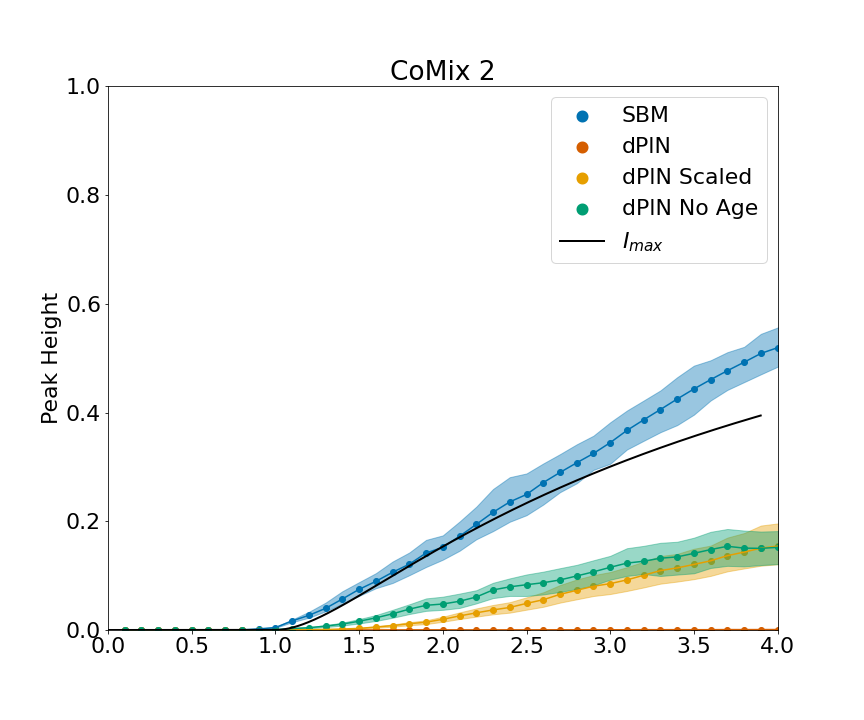 CoMix 2
1.0
0.8
0.6
0.4
0.2
0.0
Peak Height
SBM
dPIN
dPIN Scaled
dPIN No Age
I_max
0.0 0.5 1.0 1.5 2.0 2.5 3.0 3.5 4.0